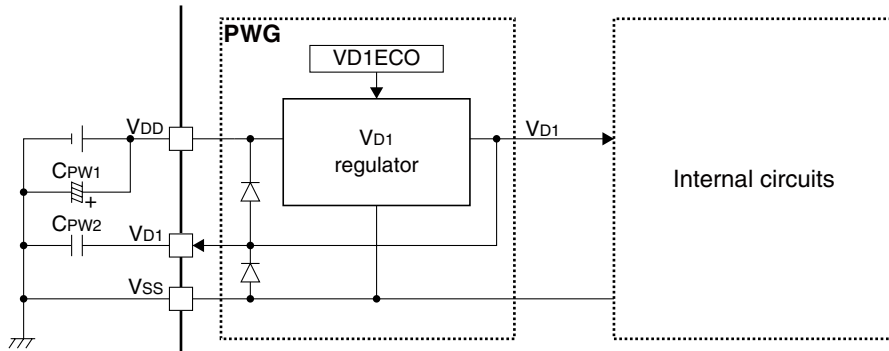 PWG
VD1ECO
VDD
VD1
regulator
VD1
Internal circuits
CPW1
+
CPW2
VD1
VSS